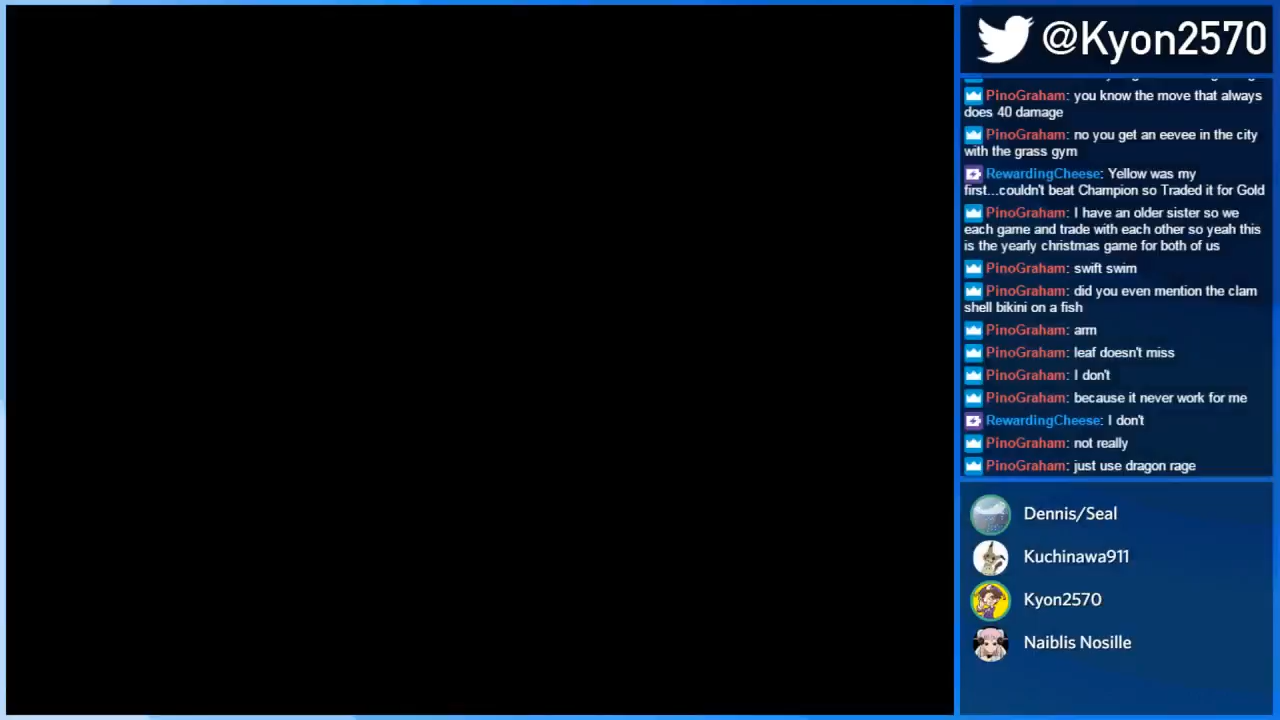 @Kyon2570
PinoGraham: you know the move that always
does 40 damage
PinoGraham: no you get an eevee in the city
with the grass gym
RewardingCheese: Yellow was my
first...couldn't beat Champion so Traded it for Gold
PinoGraham: I have an older sister so we
each game and trade with each other so yeah this
is the yearly christmas game for both of us
PinoGraham: swift swim
PinoGraham: did you even mention the clam
shell bikini on a fish
PinoGraham: arm
PinoGraham: leaf doesn't miss
PinoGraham: I don't
PinoGraham: because it never work for me
RewardingCheese: I don't
PinoGraham: not really
PinoGraham: just use dragon rage
Dennis/Seal
Kuchinawa911
Kyon2570
Naiblis Nosille